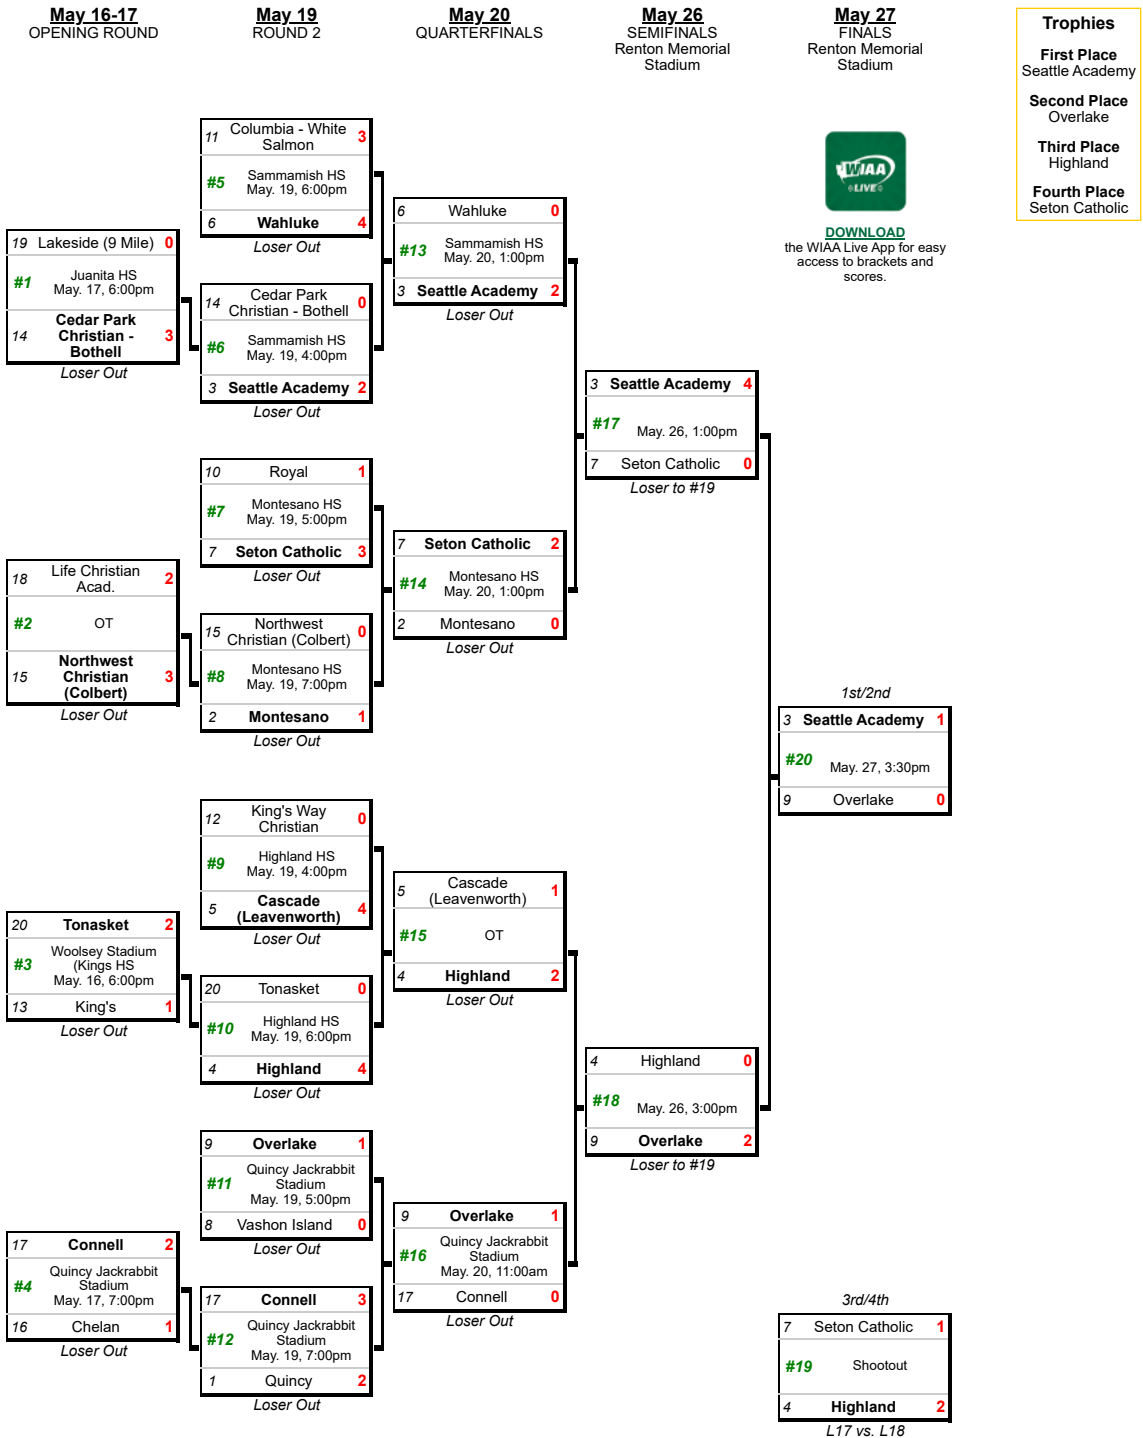 May 16-17
OPENING ROUND
May 19
ROUND 2
May 20
QUARTERFINALS
May 26
SEMIFINALS
Renton Memorial
Stadium
May 27
FINALS
Renton Memorial
Stadium
Trophies
First Place
Seattle Academy
Second Place
Overlake
Third Place
Highland
Fourth Place
Seton Catholic
WIAA
LIVE
DOWNLOAD
the WIAA Live App for easy
access to brackets and
scores.
19 Lakeside (9 Mile) 0
#1 Juanita HS
May. 17, 6:00pm
14 Cedar Park
Christian -
Bothell 3
Loser Out
18 Life Christian
Acad. 2
#2 OT
15 Northwest
Christian
(Colbert) 3
Loser Out
20 Tonasket 2
#3 Woolsey Stadium
(Kings HS
May. 16, 6:00pm
13 King's 1
Loser Out
17 Connell 2
#4 Quincy Jackrabbit
Stadium
May. 17, 7:00pm
16 Chelan 1
Loser Out
11 Columbia - White
Salmon 3
#5 Sammamish HS
May. 19, 6:00pm
6 Wahluke 4
Loser Out
14 Cedar Park
Christian - Bothell 0
#6 Sammamish HS
May. 19, 4:00pm
3 Seattle Academy 2
Loser Out
10 Royal 1
#7 Montesano HS
May. 19, 5:00pm
7 Seton Catholic 3
Loser Out
15 Northwest
Christian (Colbert) 0
#8 Montesano HS
May. 19, 7:00pm
2 Montesano 1
Loser Out
12 King's Way
Christian 0
#9 Highland HS
May. 19, 4:00pm
5 Cascade
(Leavenworth) 4
Loser Out
20 Tonasket 0
#10 Highland HS
May. 19, 6:00pm
4 Highland 4
Loser Out
9 Overlake 1
#11 Quincy Jackrabbit
Stadium
May. 19, 5:00pm
8 Vashon Island 0
Loser Out
17 Connell 3
#12 Quincy Jackrabbit
Stadium
May. 19, 7:00pm
1 Quincy 2
Loser Out
6 Wahluke 0
#13 Sammamish HS
May. 20, 1:00pm
3 Seattle Academy 2
Loser Out
7 Seton Catholic 2
#14 Montesano HS
May. 20, 1:00pm
2 Montesano 0
Loser Out
5 Cascade
(Leavenworth) 1
#15 OT
4 Highland 2
Loser Out
9 Overlake 1
#16 Quincy Jackrabbit
Stadium
May. 20, 11:00am
17 Connell 0
Loser Out
3 Seattle Academy 4
#17 May. 26, 1:00pm
7 Seton Catholic 0
Loser to #19
4 Highland 0
#18 May. 26, 3:00pm
9 Overlake 2
Loser to #19
1st/2nd
3 Seattle Academy 1
#20 May. 27, 3:30pm
9 Overlake 0
3rd/4th
7 Seton Catholic 1
#19 Shootout
4 Highland 2
L17 vs. L18